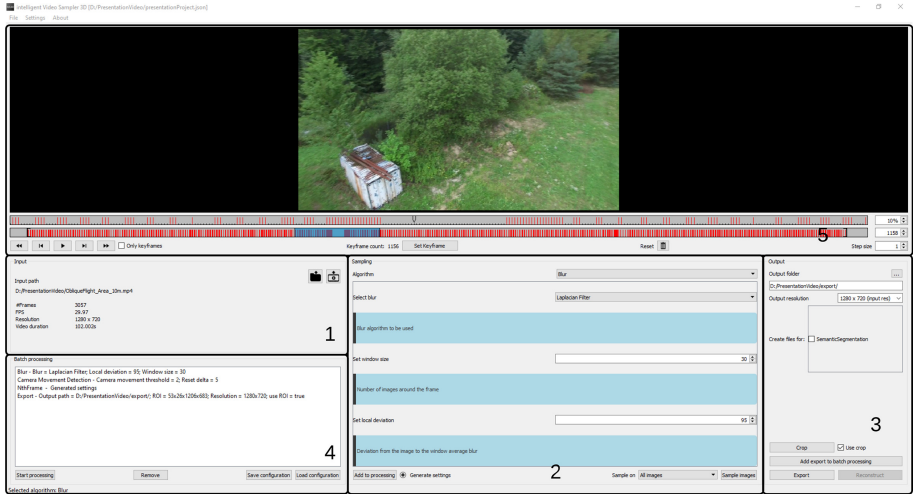 Intelligent Video Sampler 3D [D:/PresentationVideo/presentationProject.json]
File Settings About
10%
1158
5
Only keyframes
Keyframe count: 1156
Set Keyframe
Reset
Step size 1
Input
Input path
D:/PresentationVideo/ObliqueFlight_Area_10m.mp4
#Frames 3057
FPS 29.97
Resolution 1280 x 720
Video duration 102.002s
1
Batch processing
Blur - Blur = Laplacian Filter; Local deviation = 95; Window size = 30
Camera Movement Detection - Camera movement threshold = 2; Reset delta = 5
NthFrame - Generated settings
Export - Output path = D:/PresentationVideo/export/; ROI = 53x26x1206x683; Resolution = 1280x720; use ROI = true
4
Start processing
Remove
Save configuration
Load configuration
Selected algorithm: Blur
Sampling
Algorithm Blur
Select blur Laplacian Filter
Blur algorithm to be used
Set window size 30
Number of images around the frame
Set local deviation 95
Deviation from the image to the window average blur
Add to processing
Generate settings
2
Sample on All images
Sample images
Output
Output folder ...
D:/PresentationVideo/export/
Output resolution 1280 x 720 (input res)
Create files for: SemanticSegmentation
3
Crop
Use crop
Add export to batch processing
Export
Reconstruct